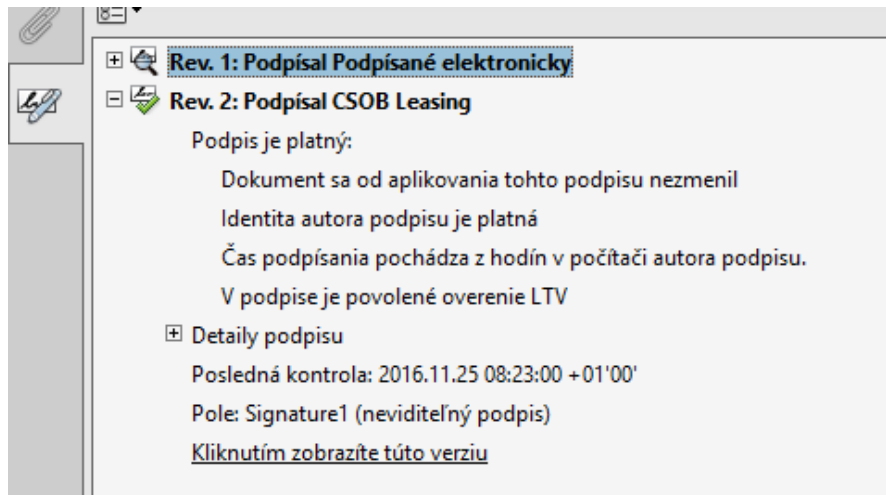 Rev. 1: Podpísal Podpísané elektronicky
Rev. 2: Podpísal CSOB Leasing
Podpis je platný:
Dokument sa od aplikovania tohto podpisu nezmenil
Identita autora podpisu je platná
Čas podpísania pochádza z hodín v počítači autora podpisu.
V podpise je povolené overenie LTV
Detaily podpisu
Posledná kontrola: 2016.11.25 08:23:00 +01'00'
Pole: Signature1 (neviditeľný podpis)
Kliknutím zobrazíte túto verziu